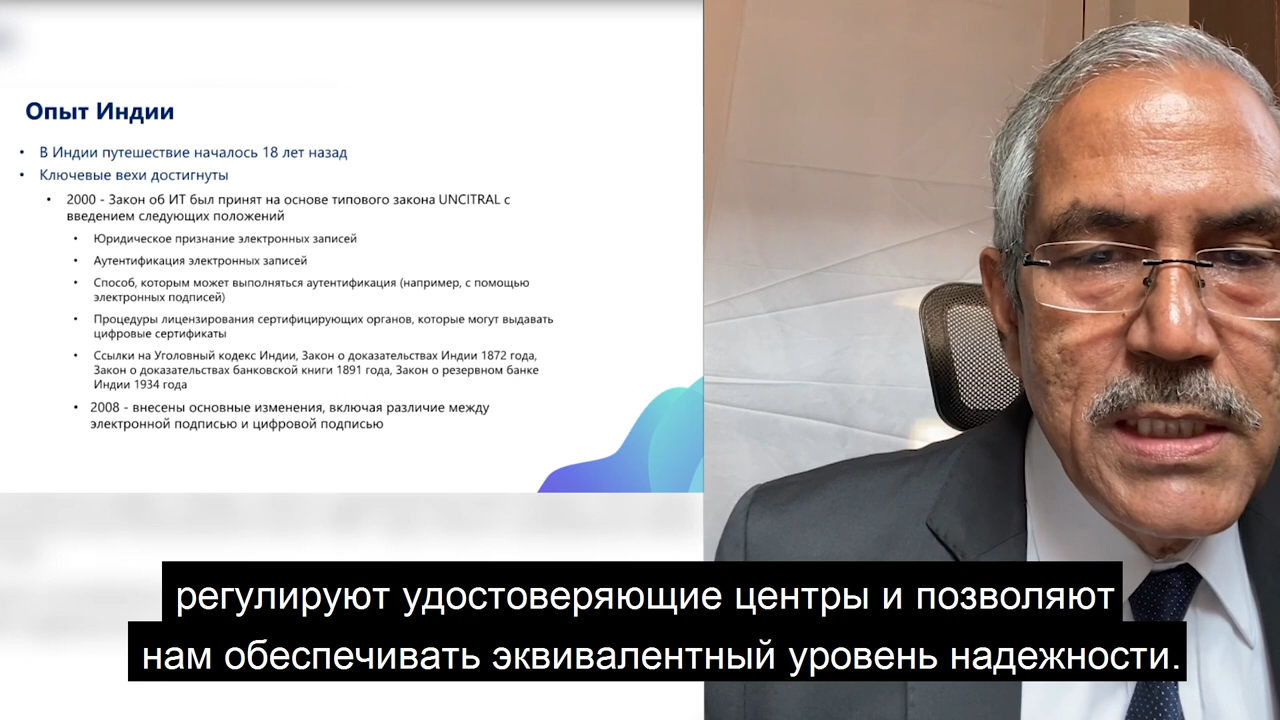 Опыт Индии
• В Индии путешествие началось 18 лет назад
• Ключевые вехи достигнуты
• 2000 - Закон об ИТ был принят на основе типового закона UNCITRAL с
введением следующих положений
• Юридическое признание электронных записей
• Аутентификация электронных записей
• Способ, которым может выполняться аутентификация (например, с помощью
электронных подписей)
• Процедуры лицензирования сертифицирующих органов, которые могут выдавать
цифровые сертификаты
• Ссылки на Уголовный кодекс Индии, Закон о доказательствах Индии 1872 года,
Закон о доказательствах банковской книги 1891 года, Закон о резервном банке
Индии 1934 года
• 2008 - внесены основные изменения, включая различие между
электронной подписью и цифровой подписью
регулируют удостоверяющие центры и позволяют
нам обеспечивать эквивалентный уровень надежности.